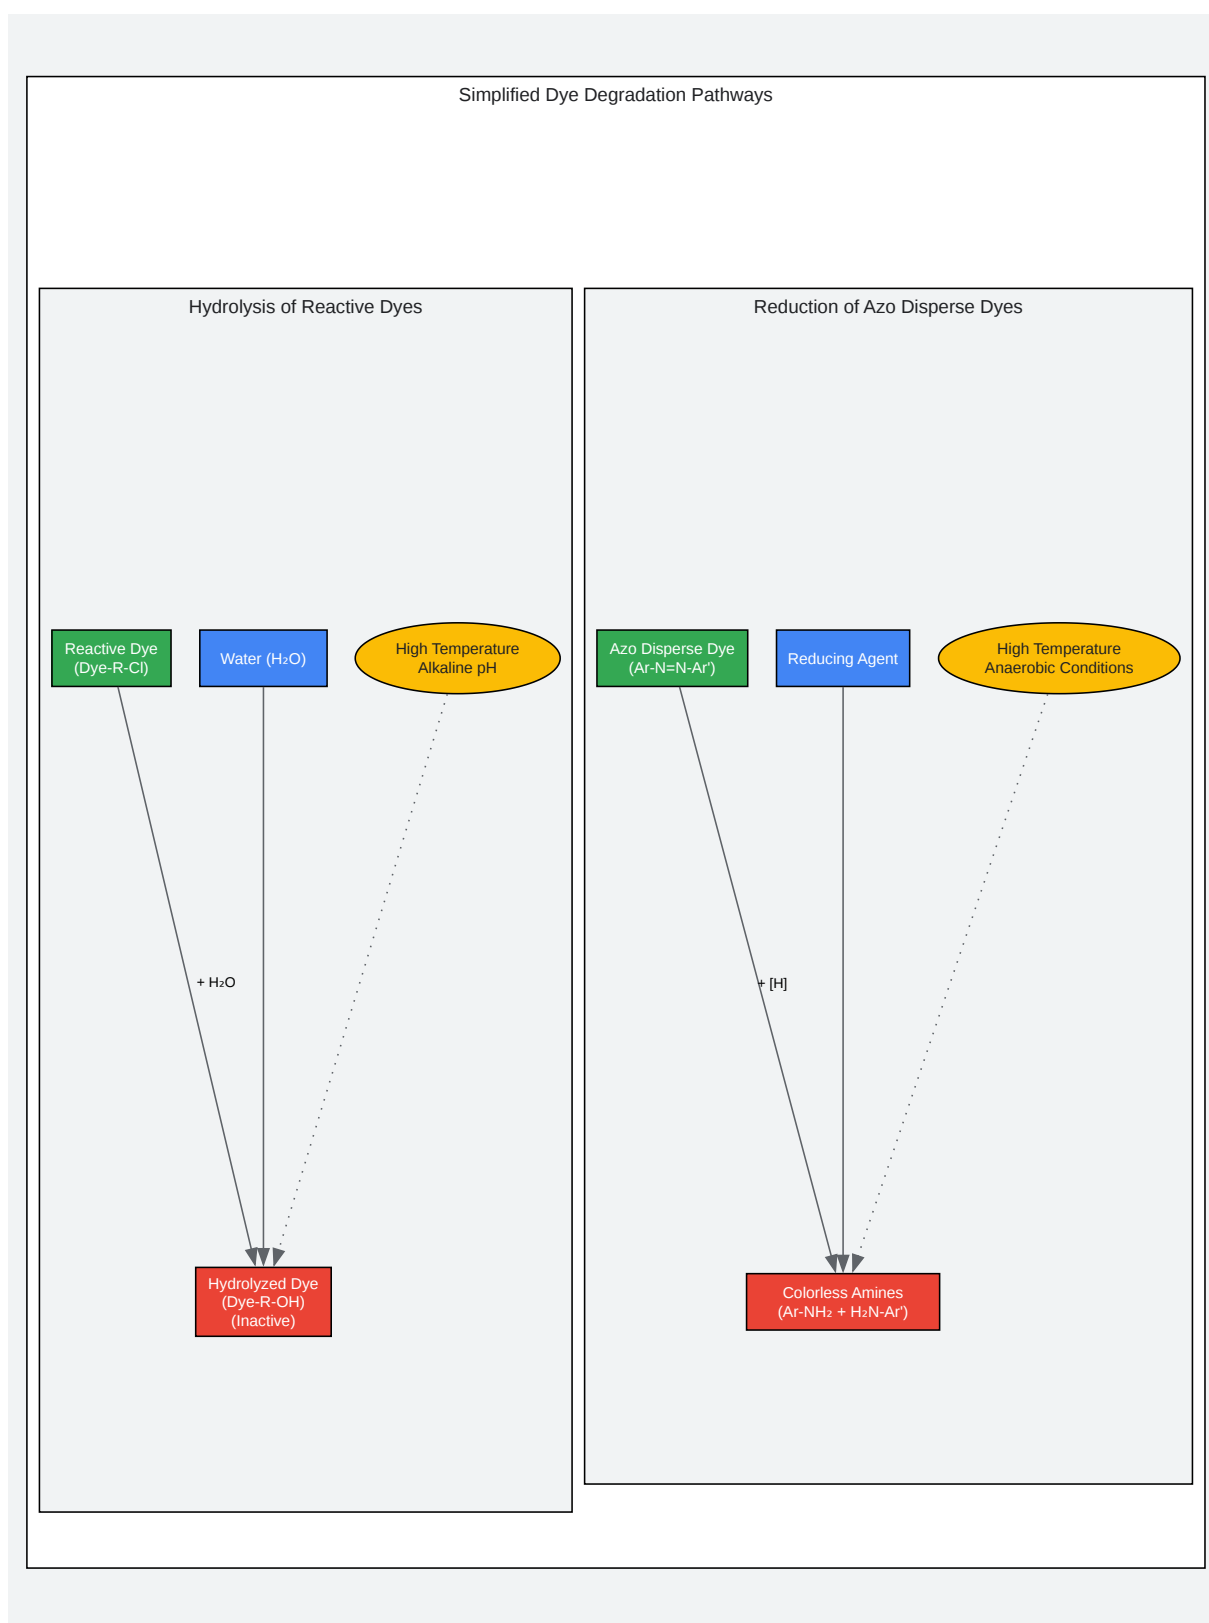 Simplified Dye Degradation Pathways
Hydrolysis of Reactive Dyes
Reactive Dye
(Dye-R-Cl)
Water (H₂O)
High Temperature
Alkaline pH
+ H₂O
Hydrolyzed Dye
(Dye-R-OH)
(Inactive)
Reduction of Azo Disperse Dyes
Azo Disperse Dye
(Ar-N=N-Ar')
Reducing Agent
High Temperature
Anaerobic Conditions
+ [H]
Colorless Amines
(Ar-NH₂ + H₂N-Ar')